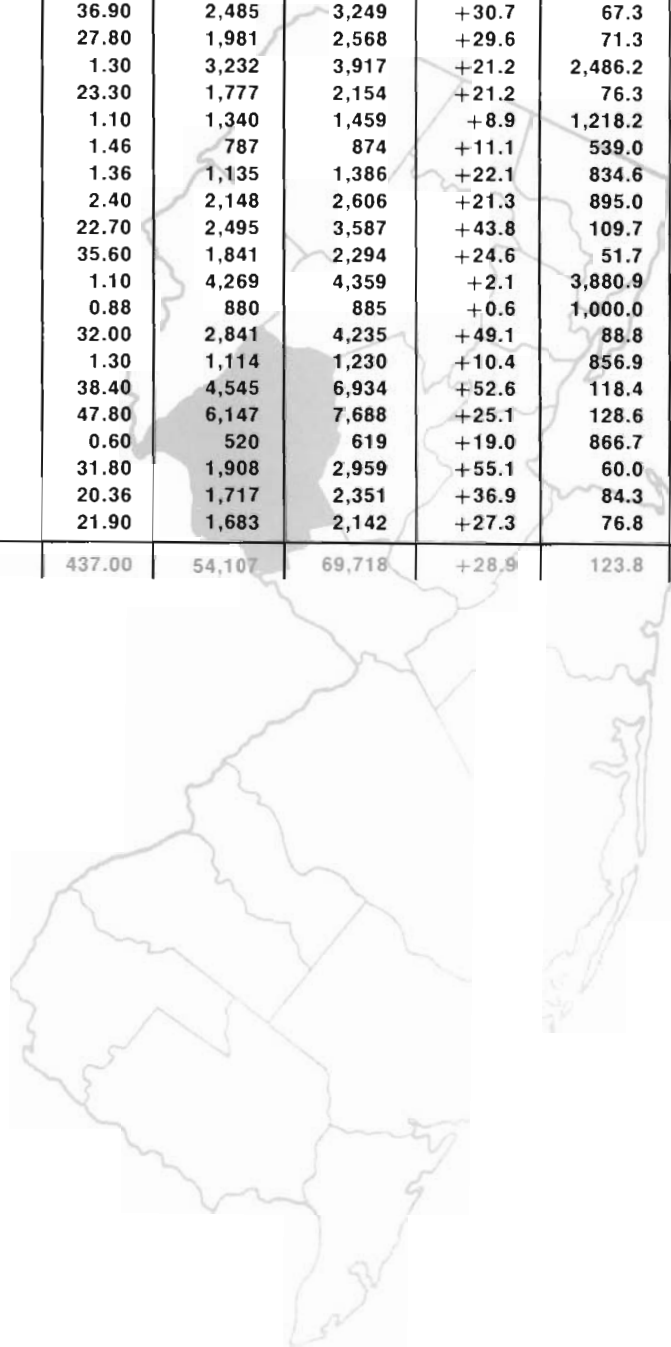 36.90 2,485 3,249 +30.7 67.3
27.80 1,981 2,568 +29.6 71.3
1.30 3,232 3,917 +21.2 2,486.2
23.30 1,777 2,154 +21.2 76.3
1.10 1,340 1,459 +8.9 1,218.2
1.46 787 874 +11.1 539.0
1.36 1,135 1,386 +22.1 834.6
2.40 2,148 2,606 +21.3 895.0
22.70 2,495 3,587 +43.8 109.7
35.60 1,841 2,294 +24.6 51.7
1.10 4,269 4,359 +2.1 3,880.9
0.88 880 885 +0.6 1,000.0
32.00 2,841 4,235 +49.1 88.8
1.30 1,114 1,230 +10.4 856.9
38.40 4,545 6,934 +52.6 118.4
47.80 6,147 7,688 +25.1 128.6
0.60 520 619 +19.0 866.7
31.80 1,908 2,959 +55.1 60.0
20.36 1,717 2,351 +36.9 84.3
21.90 1,683 2,142 +27.3 76.8
437.00 54,107 69,718 +28.9 123.8